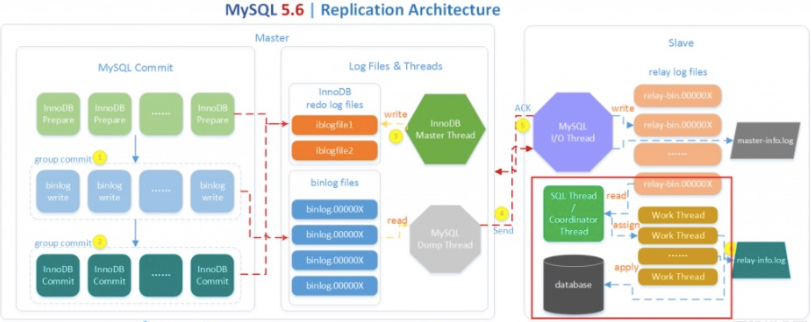 MySQL 5.6 | Replication Architecture
Master
Slave
MySQL Commit
Log Files & Threads
relay log files
InnoDB
Prepare
InnoDB
Prepare
......
InnoDB
Prepare
group commit 1
binlog
write
binlog
write
......
binlog
write
group commit 2
InnoDB
Commit
InnoDB
Commit
......
InnoDB
Commit
InnoDB
redo log files
iblogfile1
iblogfile2
write
3
InnoDB
Master Thread
binlog files
binlog.00000X
binlog.00000X
binlog.00000X
binlog.00000X
read
MySQL
Dump Thread
ACK
5
4
Send
MySQL
I/O Thread
write
relay-bin.00000X
relay-bin.00000X
......
relay-bin.00000X
master-info.log
read
SQL Thread
/
Coordinator
Thread
assign
Work Thread
Work Thread
......
Work Thread
apply
database
relay-info.log